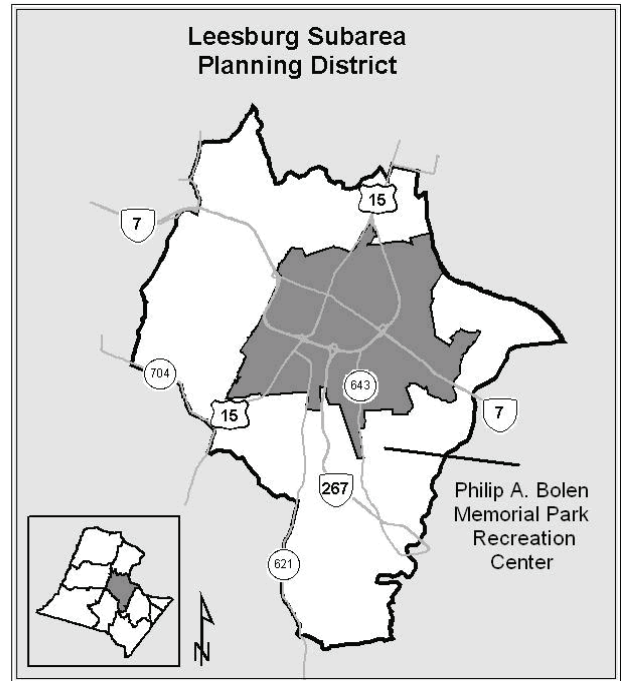 Leesburg Subarea
Planning District
15
7
704
643
15
7
267
Philip A. Bolen
Memorial Park
Recreation
Center
621
N